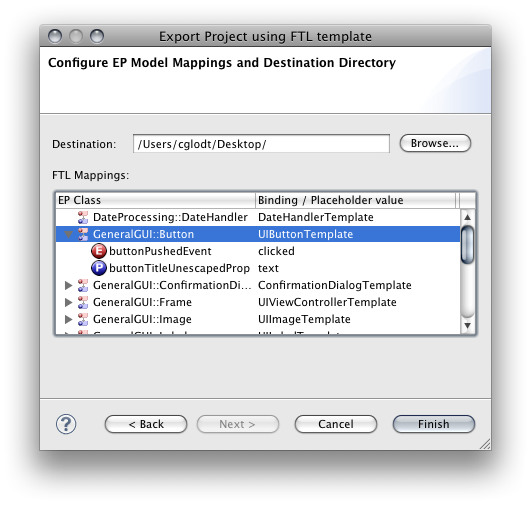 Export Project using FTL template
Configure EP Model Mappings and Destination Directory
Destination: /Users/cglodt/Desktop/ Browse...
FTL Mappings:
EP Class Binding / Placeholder value
DateProcessing::DateHandler DateHandlerTemplate
GeneralGUI::Button UIButtonTemplate
E buttonPushedEvent clicked
P buttonTitleUnescapedProp text
GeneralGUI::ConfirmationDi... ConfirmationDialogTemplate
GeneralGUI::Frame UIViewControllerTemplate
GeneralGUI::Image UIImageTemplate
? < Back Next > Cancel Finish